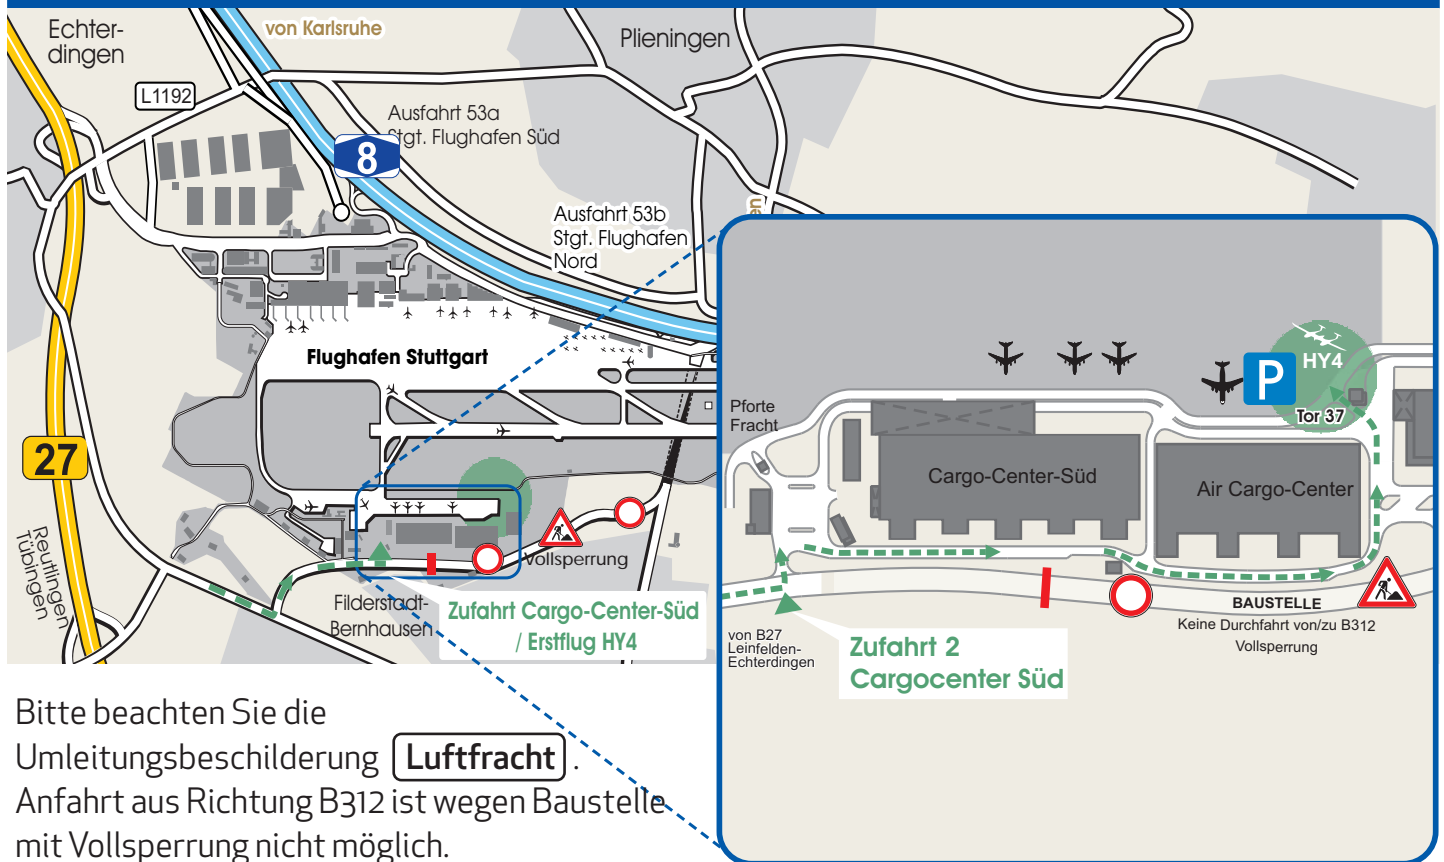 Echter-
dingen
von Karlsruhe
Plieningen
L1192
Ausfahrt 53a
Stgt. Flughafen Süd
8
Ausfahrt 53b
Stgt. Flughafen
Nord
en
Flughafen Stuttgart
27
Reutlingen
Tübingen
Vollsperrung
Filderstadt-
Bernhausen
Zufahrt Cargo-Center-Süd
/ Erstflug HY4
Pforte
Fracht
P
HY4
Tor 37
Cargo-Center-Süd
Air Cargo-Center
BAUSTELLE
Keine Durchfahrt von/zu B312
Vollsperrung
von B27
Leinfelden-
Echterdingen
Zufahrt 2
Cargocenter Süd
Bitte beachten Sie die
Umleitungsbeschilderung Luftfracht.
Anfahrt aus Richtung B312 ist wegen Baustelle
mit Vollsperrung nicht möglich.